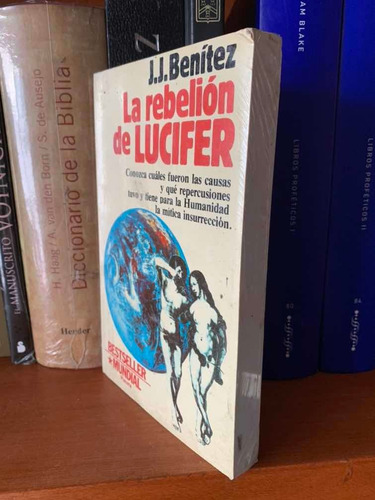 J.J. Benítez
La rebelión
de LUCIFER
Conozca cuáles fueron las causas
y qué repercusiones
tuvo y tiene para la Humanidad
la mítica insurrección.
BESTSELLER
MUNDIAL
H. Haag / A. van den Born / S. de Ausejo
Diccionario de la Biblia
Herder
MANUSCRITO VOYNICH
AM BLAKE
LIBROS PROFÉTICOS I
LIBROS PROFÉTICOS II